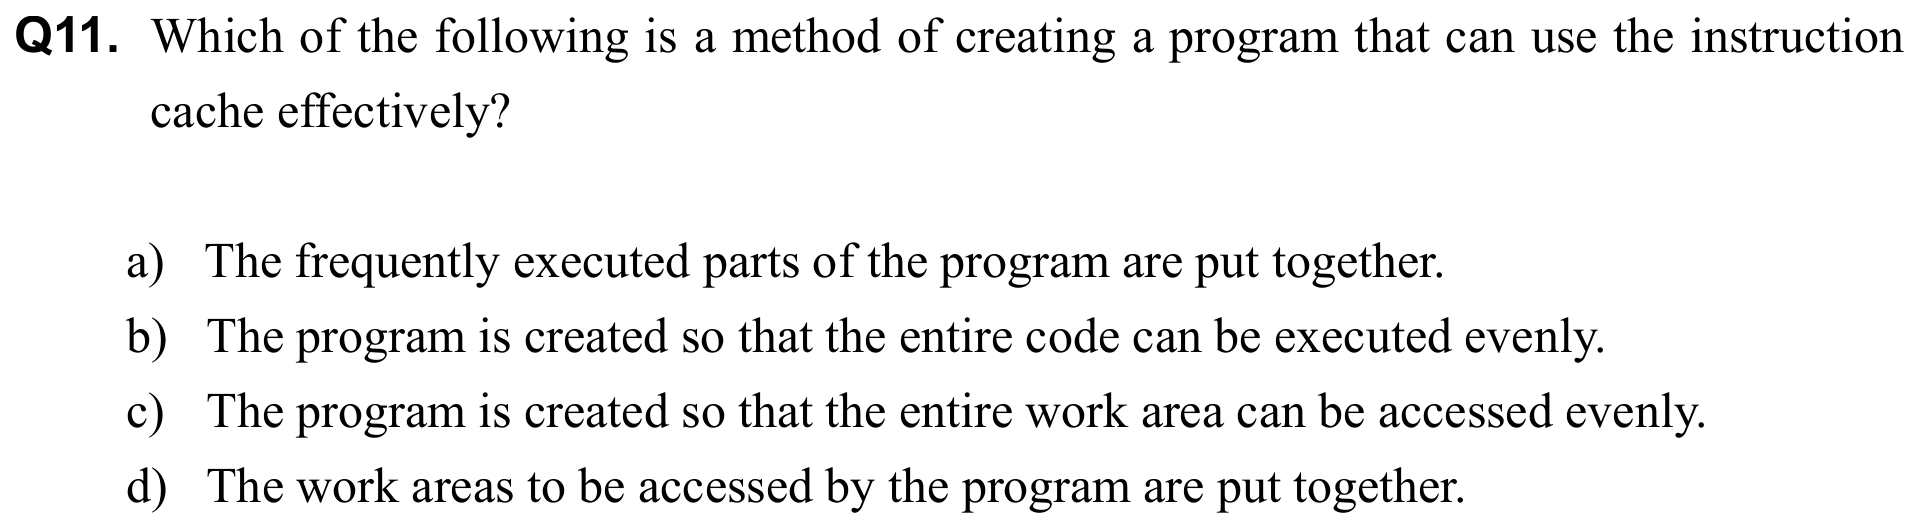 Q11. Which of the following is a method of creating a program that can use the instruction
cache effectively?
a) The frequently executed parts of the program are put together.
b) The program is created so that the entire code can be executed evenly.
c) The program is created so that the entire work area can be accessed evenly.
d) The work areas to be accessed by the program are put together.